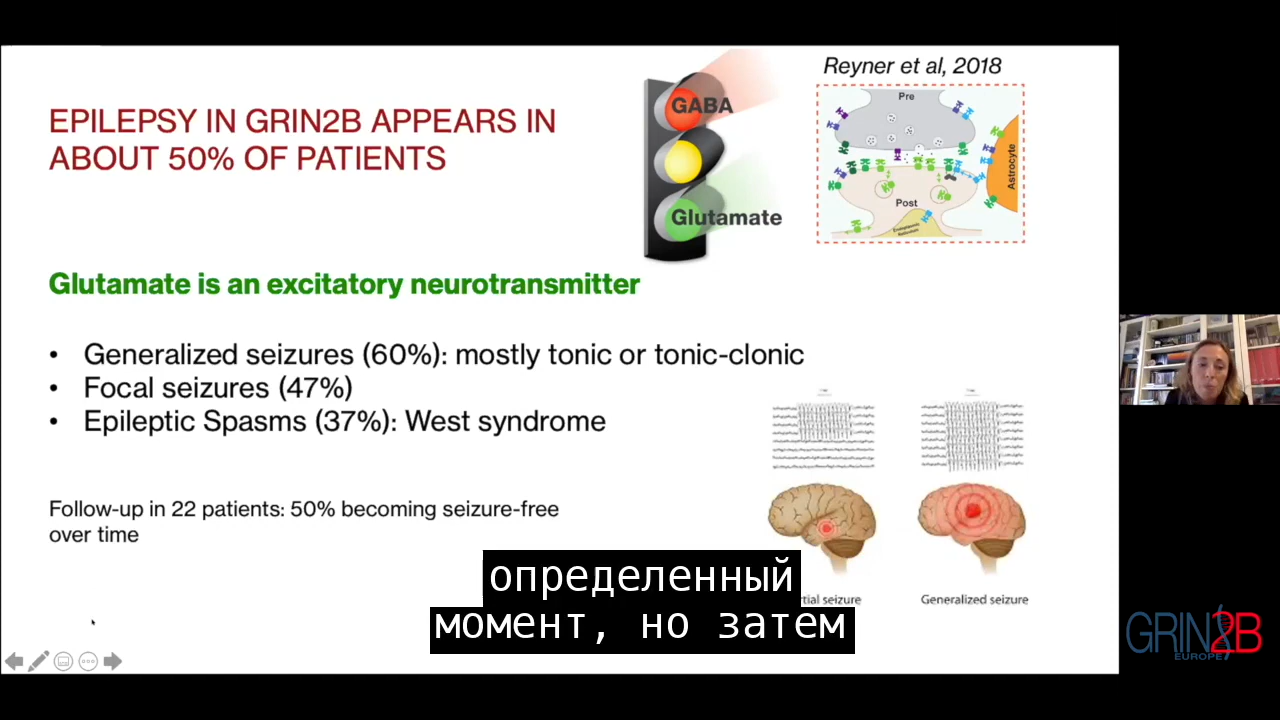 Reyner et al, 2018
EPILEPSY IN GRIN2B APPEARS IN
ABOUT 50% OF PATIENTS
GABA
Glutamate
Pre
Post
Astrocyte
Glutamate is an excitatory neurotransmitter
• Generalized seizures (60%): mostly tonic or tonic-clonic
• Focal seizures (47%)
• Epileptic Spasms (37%): West syndrome
Follow-up in 22 patients: 50% becoming seizure-free
over time
tial seizure
Generalized seizure
определенный
момент, но затем
GRIN2B
EUROPE